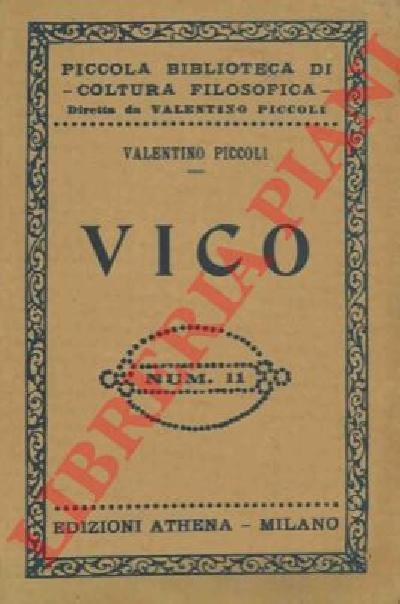 PICCOLA BIBLIOTECA DI
- COLTURA FILOSOFICA -
Diretta da VALENTINO PICCOLI
VALENTINO PICCOLI
VICO
NUM. 11
EDIZIONI ATHENA - MILANO
LIBRERIA PIANI